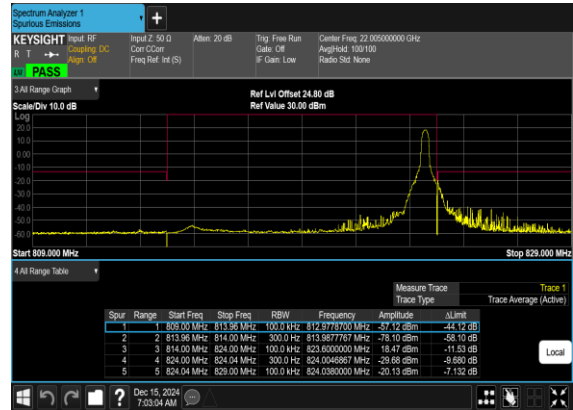 Spectrum Analyzer 1
Spurious Emissions
KEYSIGHT Input: RF Input Z: 50 Ω Atten: 20 dB Trig: Free Run Center Freq: 22.005000000 GHz
R T Coupling: DC Corr CCorr Gate: Off Avg|Hold: 100/100
Align: Off Freq Ref: Int (S) IF Gain: Low Radio Std: None
LW PASS
3 All Range Graph
Ref Lvl Offset 24.80 dB
Scale/Div 10.0 dB Ref Value 30.00 dBm
Log
20.0
10.0
0.00
-10.0
-20.0
-30.0
-40.0
-50.0
-60.0
Start 809.000 MHz Stop 829.000 MHz
4 All Range Table
Measure Trace Trace 1
Trace Type Trace Average (Active)
Spur Range Start Freq Stop Freq RBW Frequency Amplitude ΔLimit
1 1 809.00 MHz 813.96 MHz 100.0 kHz 812.9778700 MHz -57.12 dBm -44.12 dB
2 2 813.96 MHz 814.00 MHz 300.0 Hz 813.9877767 MHz -78.10 dBm -58.10 dB
3 3 814.00 MHz 824.00 MHz 100.0 kHz 823.6000000 MHz 18.47 dBm -11.53 dB
4 4 824.00 MHz 824.04 MHz 300.0 Hz 824.0046867 MHz -29.68 dBm -9.680 dB
5 5 824.04 MHz 829.00 MHz 100.0 kHz 824.0380000 MHz -20.13 dBm -7.132 dB
Local
Dec 15, 2024
7:03:04 AM